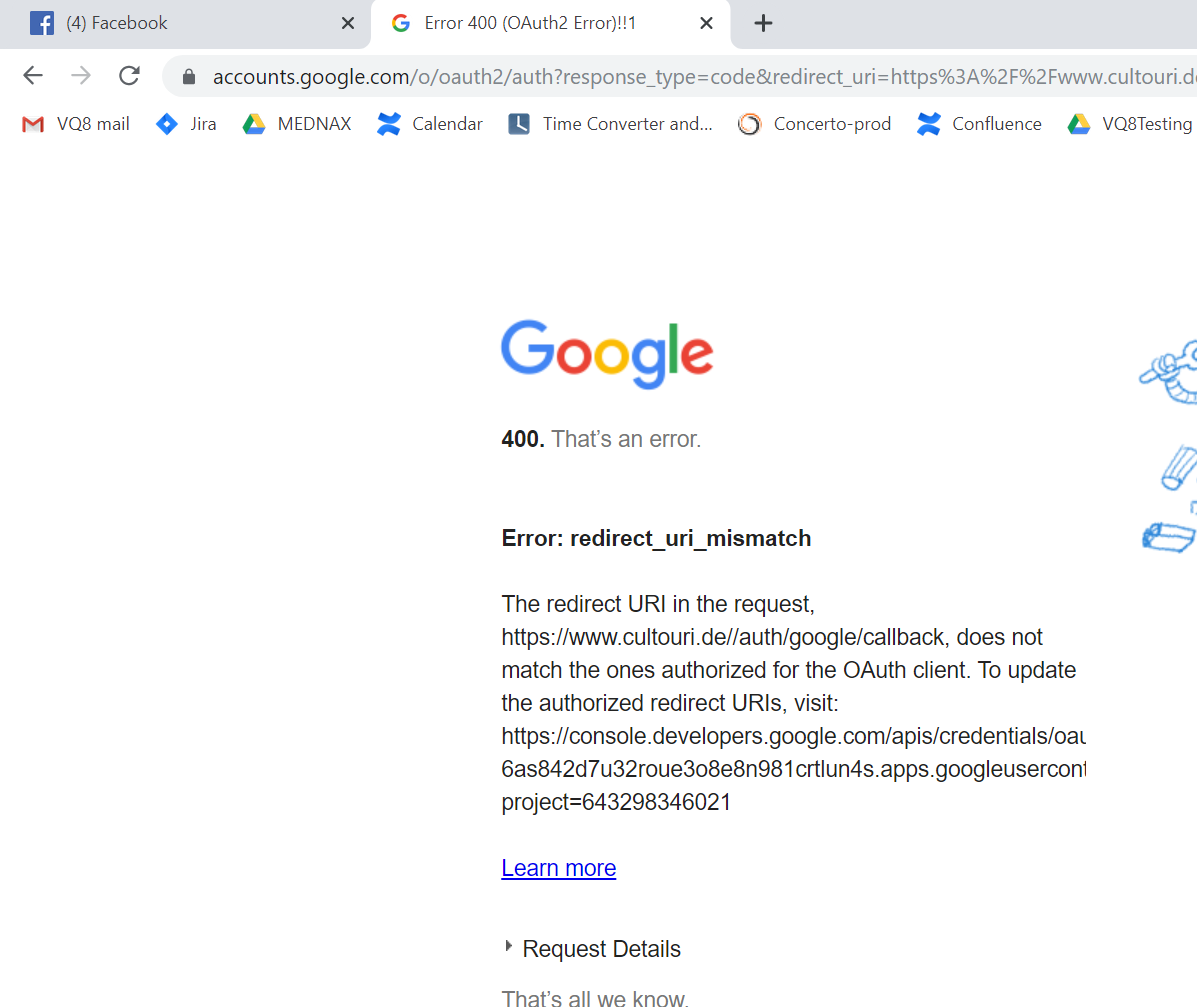 (4) Facebook
Error 400 (OAuth2 Error)!!1
accounts.google.com/o/oauth2/auth?response_type=code&redirect_uri=https%3A%2F%2Fwww.cultouri.de
VQ8 mail
Jira
MEDNAX
Calendar
Time Converter and...
Concerto-prod
Confluence
VQ8Testing
Google
400. That's an error.
Error: redirect_uri_mismatch
The redirect URI in the request,
https://www.cultouri.de//auth/google/callback, does not
match the ones authorized for the OAuth client. To update
the authorized redirect URIs, visit:
https://console.developers.google.com/apis/credentials/oau
6as842d7u32roue3o8e8n981crtlun4s.apps.googleusercont
project=643298346021
Learn more
Request Details
That's all we know.